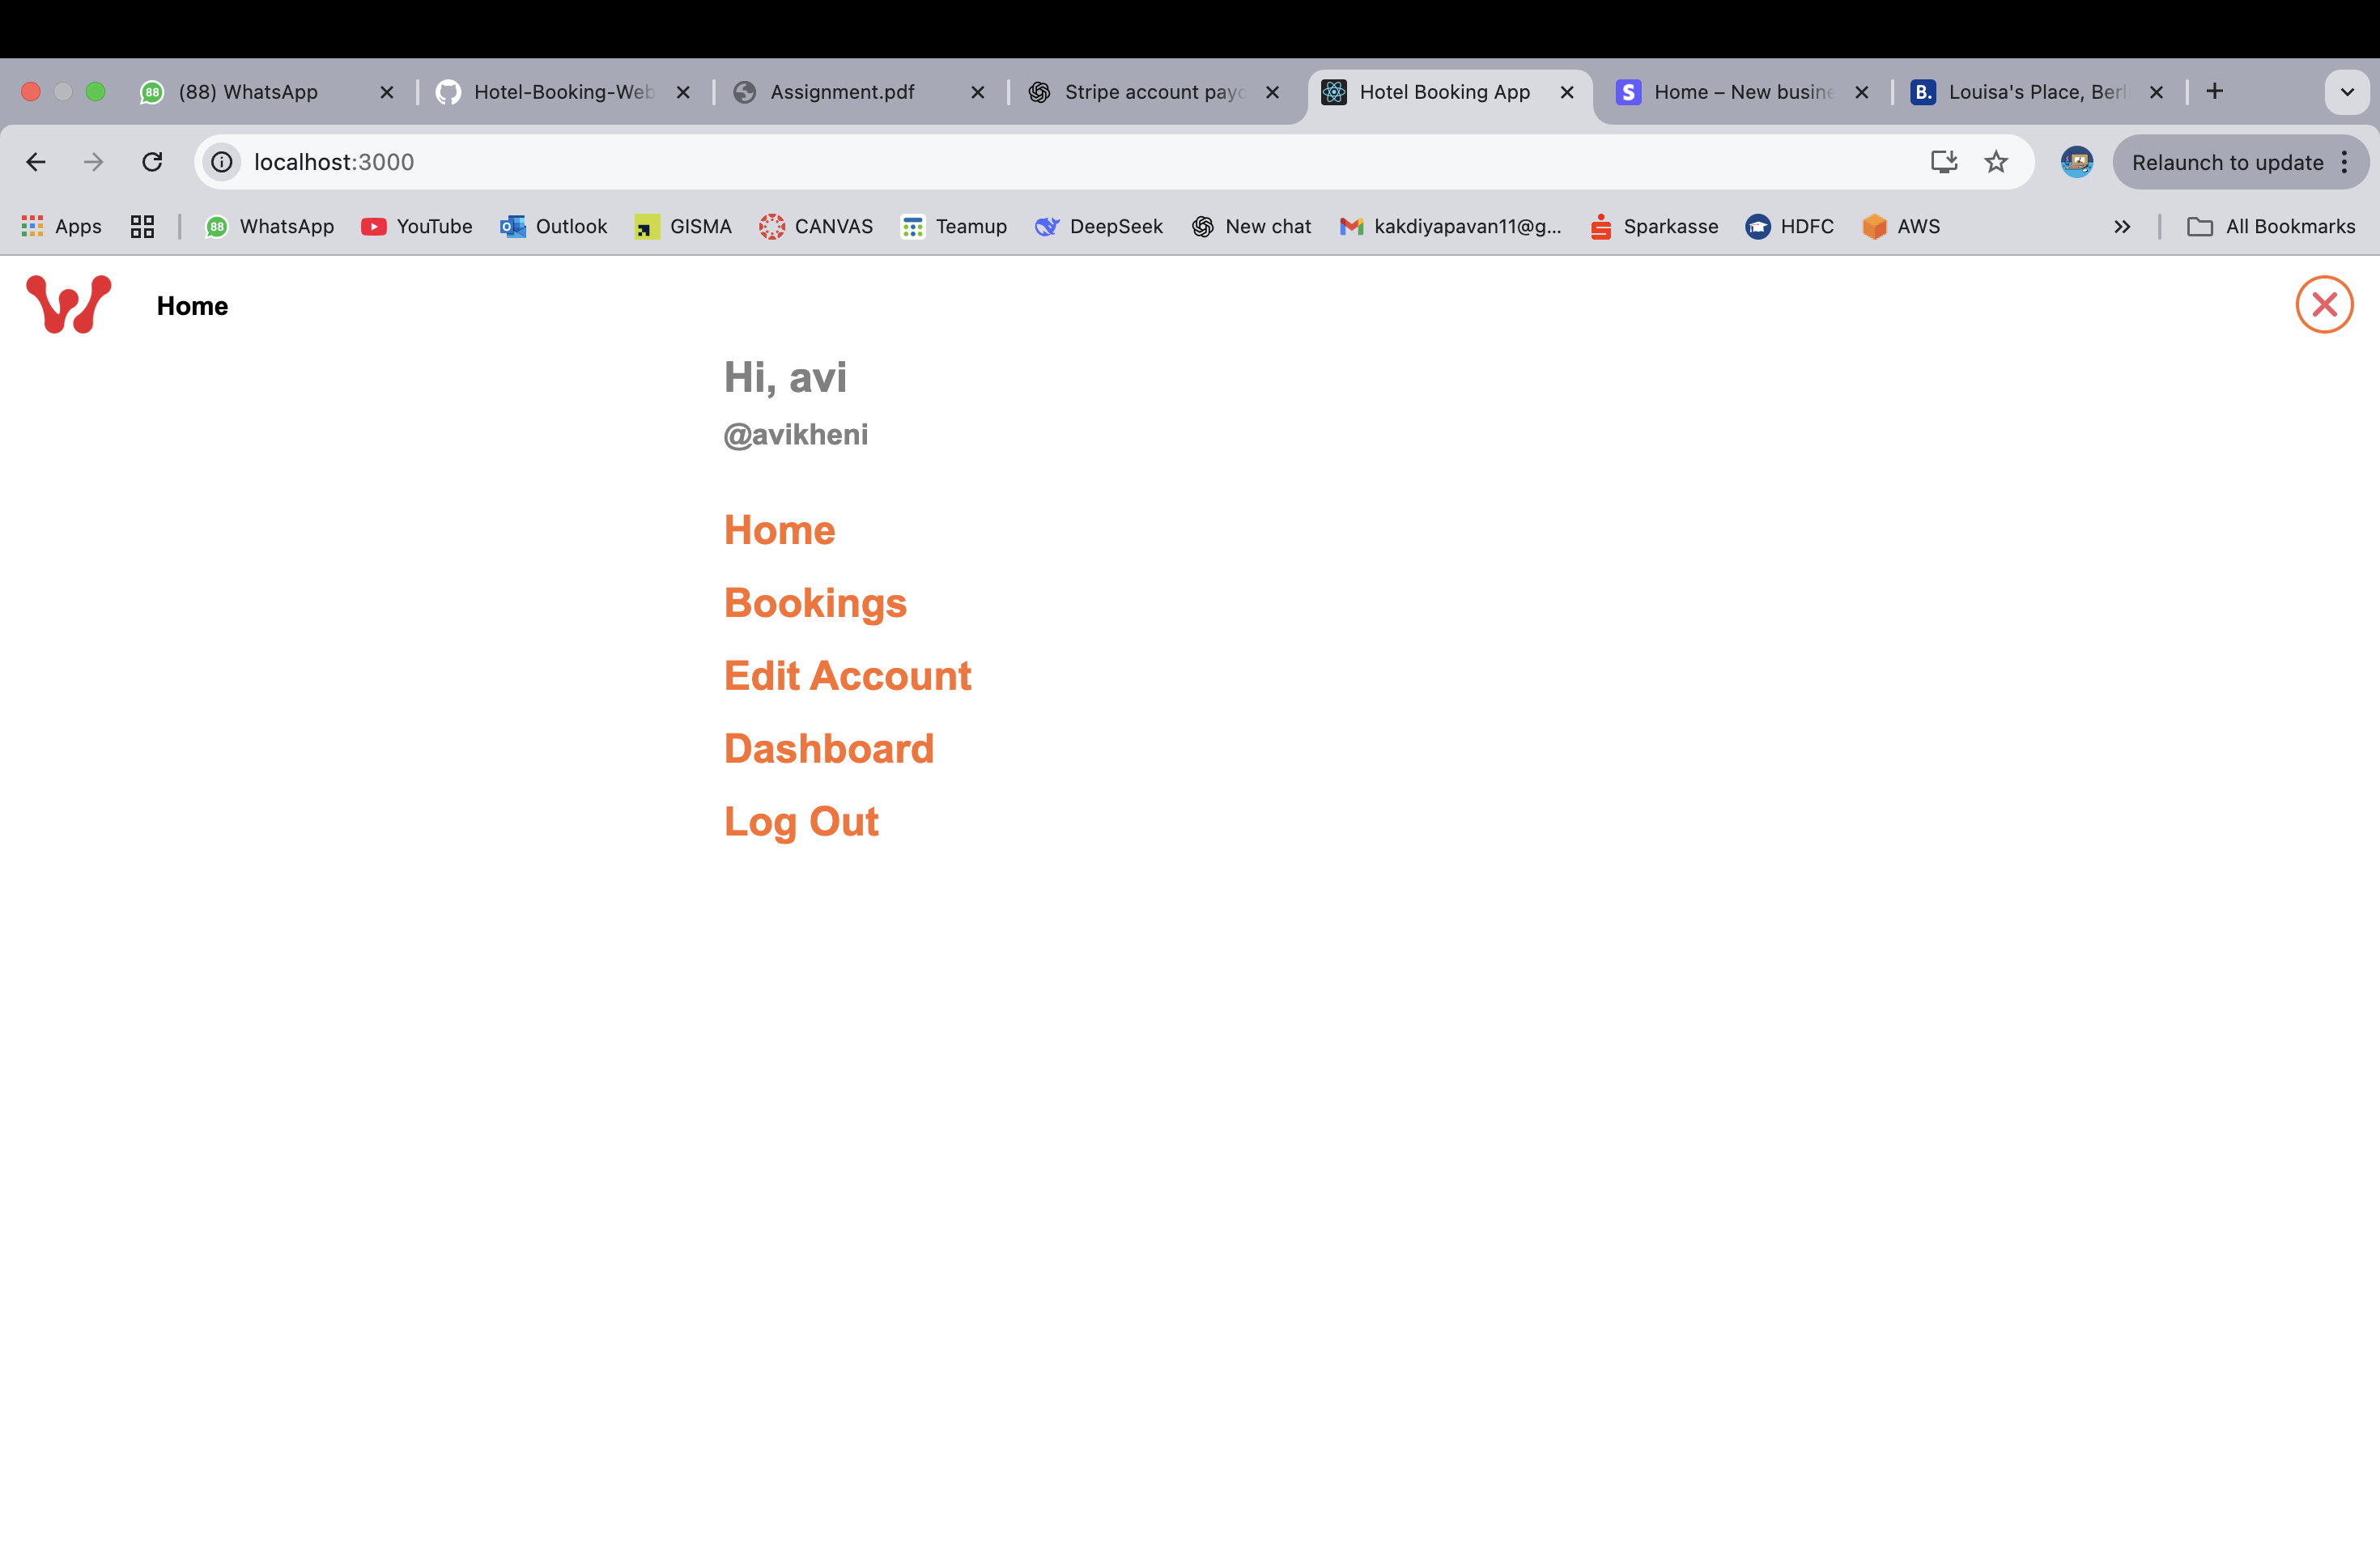 (88) WhatsApp
Hotel-Booking-Web
Assignment.pdf
Stripe account payo
Hotel Booking App
Home – New busine
Louisa's Place, Berl
localhost:3000
Relaunch to update
Apps
88 WhatsApp
YouTube
Outlook
GISMA
CANVAS
Teamup
DeepSeek
New chat
kakdiyapavan11@g...
Sparkasse
HDFC
AWS
All Bookmarks
Home
Hi, avi
@avikheni
Home
Bookings
Edit Account
Dashboard
Log Out